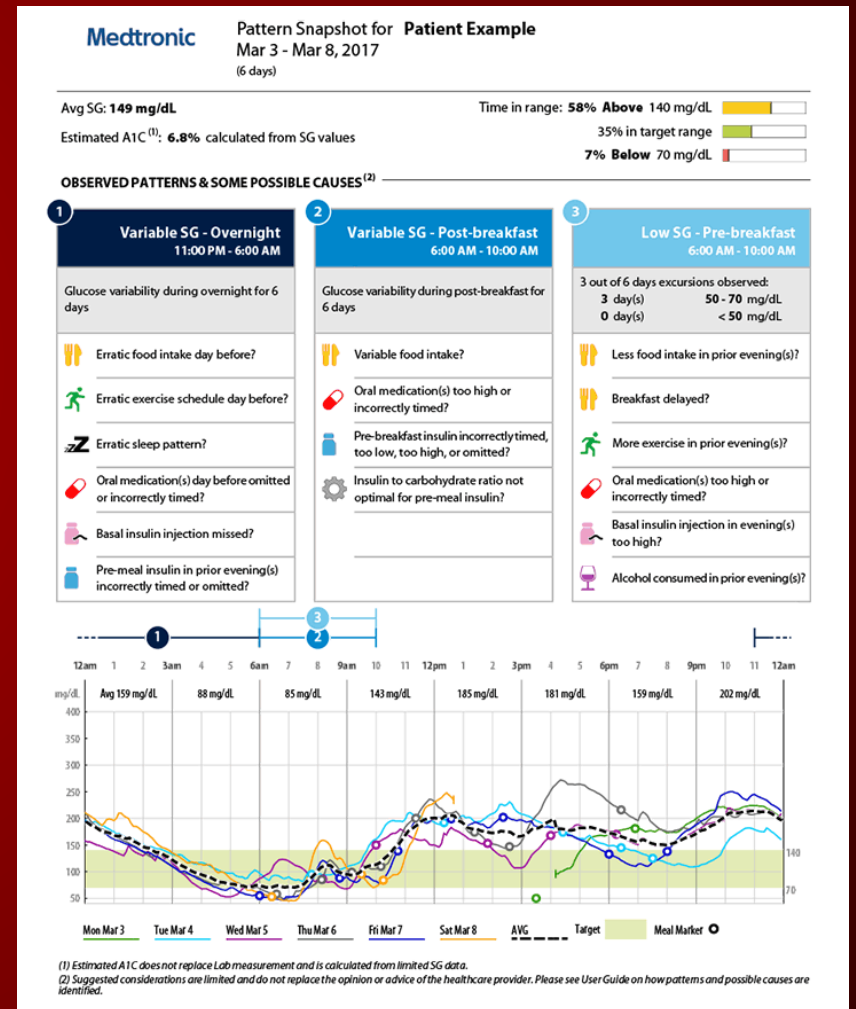 Medtronic
Pattern Snapshot for Patient Example
Mar 3 - Mar 8, 2017
(6 days)
Avg SG: 149 mg/dL
Estimated A1C (1): 6.8% calculated from SG values
Time in range: 58% Above 140 mg/dL
35% in target range
7% Below 70 mg/dL
OBSERVED PATTERNS & SOME POSSIBLE CAUSES (2)
1
Variable SG - Overnight
11:00 PM - 6:00 AM
Glucose variability during overnight for 6
days
Erratic food intake day before?
Erratic exercise schedule day before?
zzZ
Erratic sleep pattern?
Oral medication(s) day before omitted
or incorrectly timed?
Basal insulin injection missed?
Pre-meal insulin in prior evening(s)
incorrectly timed or omitted?
2
Variable SG - Post-breakfast
6:00 AM - 10:00 AM
Glucose variability during post-breakfast for
6 days
Variable food intake?
Oral medication(s) too high or
incorrectly timed?
Pre-breakfast insulin incorrectly timed,
too low, too high, or omitted?
Insulin to carbohydrate ratio not
optimal for pre-meal insulin?
3
Low SG - Pre-breakfast
6:00 AM - 10:00 AM
3 out of 6 days excursions observed:
3 day(s) 50 - 70 mg/dL
0 day(s) < 50 mg/dL
Less food intake in prior evening(s)?
Breakfast delayed?
More exercise in prior evening(s)?
Oral medication(s) too high or
incorrectly timed?
Basal insulin injection in evening(s)
too high?
Alcohol consumed in prior evening(s)?
3
1 2
12am 1 2 3am 4 5 6am 7 8 9am 10 11 12pm 1 2 3pm 4 5 6pm 7 8 9pm 10 11 12am
mg/dL Avg 159 mg/dL 88 mg/dL 85 mg/dL 143 mg/dL 185 mg/dL 181 mg/dL 159 mg/dL 202 mg/dL
400
350
300
250
200
150
140
100
70
50
Mon Mar 3 Tue Mar 4 Wed Mar 5 Thu Mar 6 Fri Mar 7 Sat Mar 8 AVG Target Meal Marker
(1) Estimated A1C does not replace Lab measurement and is calculated from limited SG data.
(2) Suggested considerations are limited and do not replace the opinion or advice of the healthcare provider. Please see User Guide on how patterns and possible causes are
identified.